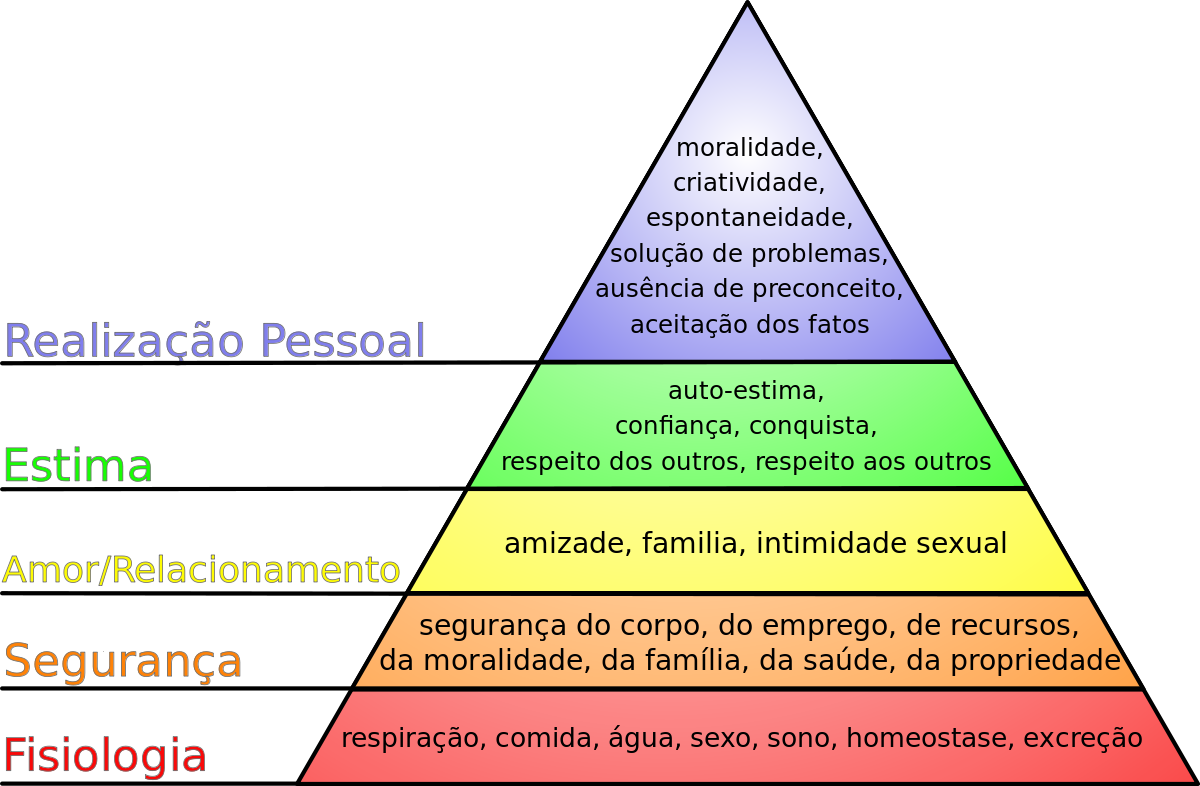 moralidade,
criatividade,
espontaneidade,
solução de problemas,
ausência de preconceito,
aceitação dos fatos
Realização Pessoal
auto-estima,
confiança, conquista,
respeito dos outros, respeito aos outros
Estima
amizade, familia, intimidade sexual
Amor/Relacionamento
segurança do corpo, do emprego, de recursos,
da moralidade, da família, da saúde, da propriedade
Segurança
respiração, comida, água, sexo, sono, homeostase, excreção
Fisiologia